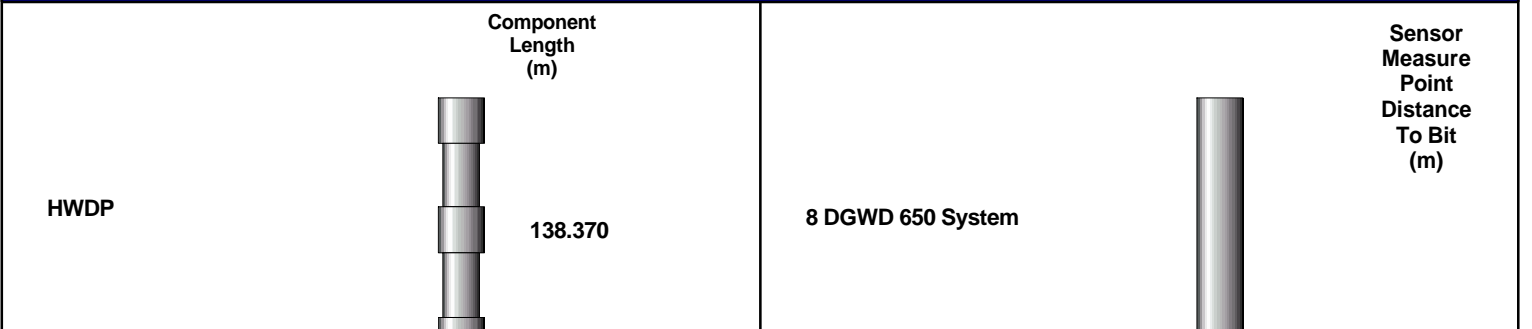 Component
Length
(m)
HWDP
138.370
Sensor
Measure
Point
Distance
To Bit
(m)
8 DGWD 650 System